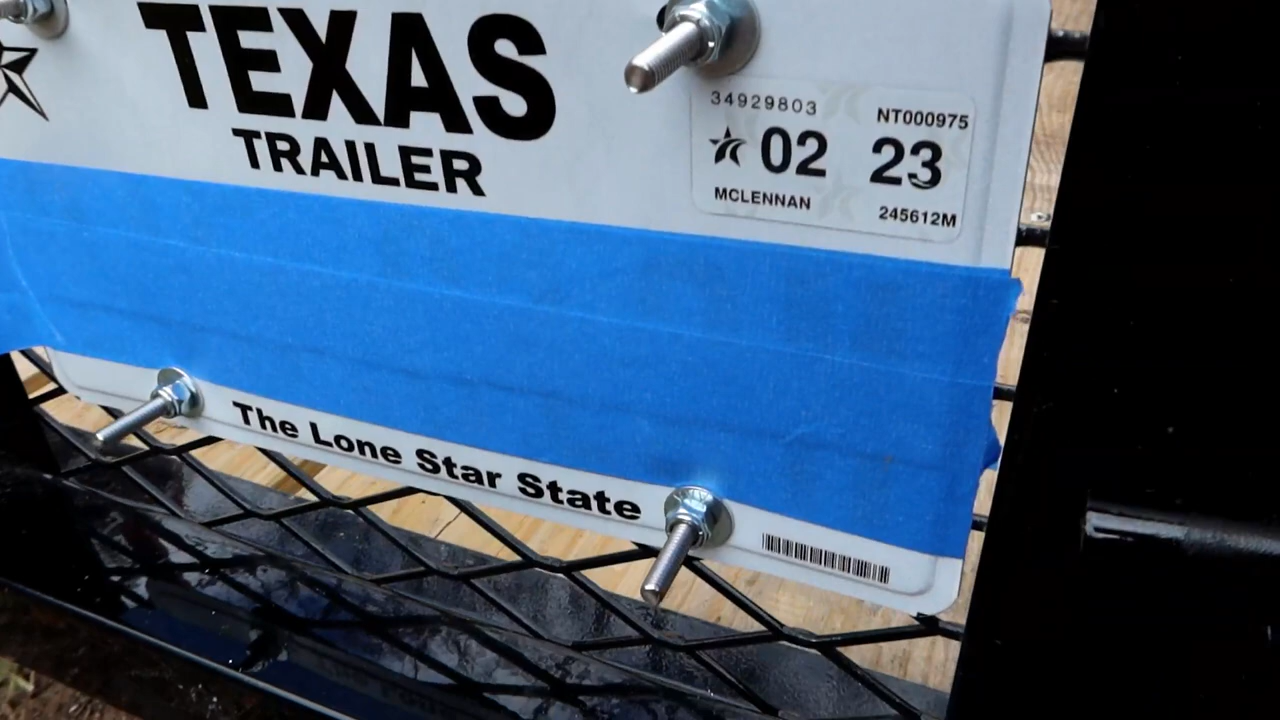 TEXAS
TRAILER
34929803 NT000975
02 23
MCLENNAN 245612M
The Lone Star State